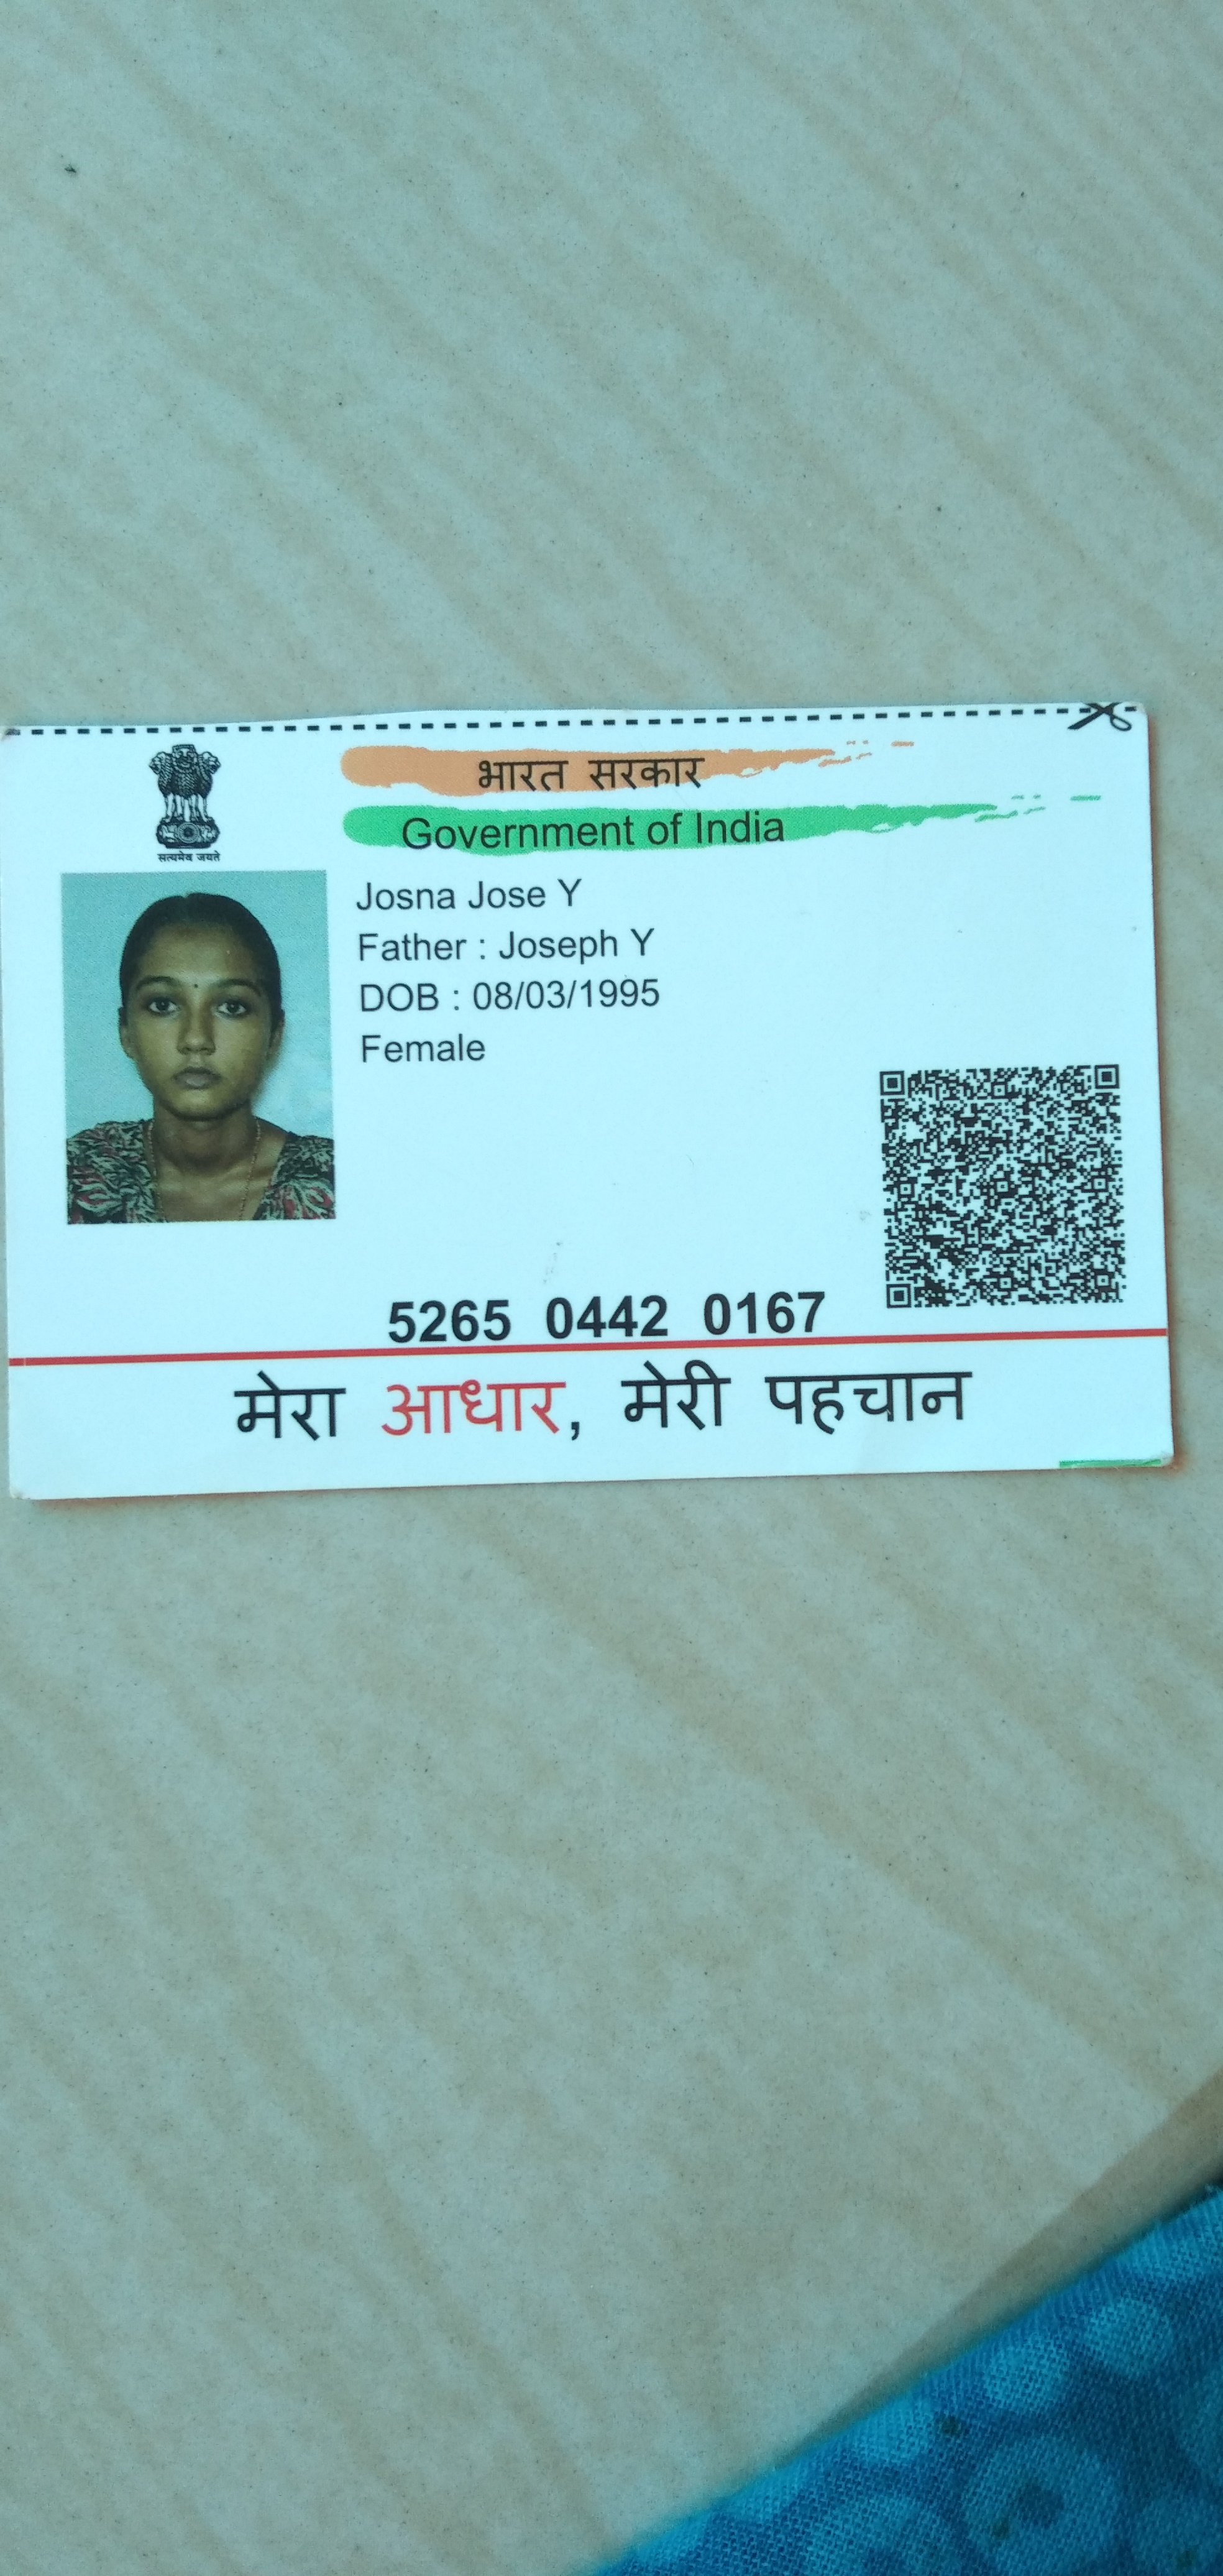 भारत सरकार
Government of India
सत्यमेव जयते
Josna Jose Y
Father : Joseph Y
DOB : 08/03/1995
Female
5265 0442 0167
मेरा आधार, मेरी पहचान